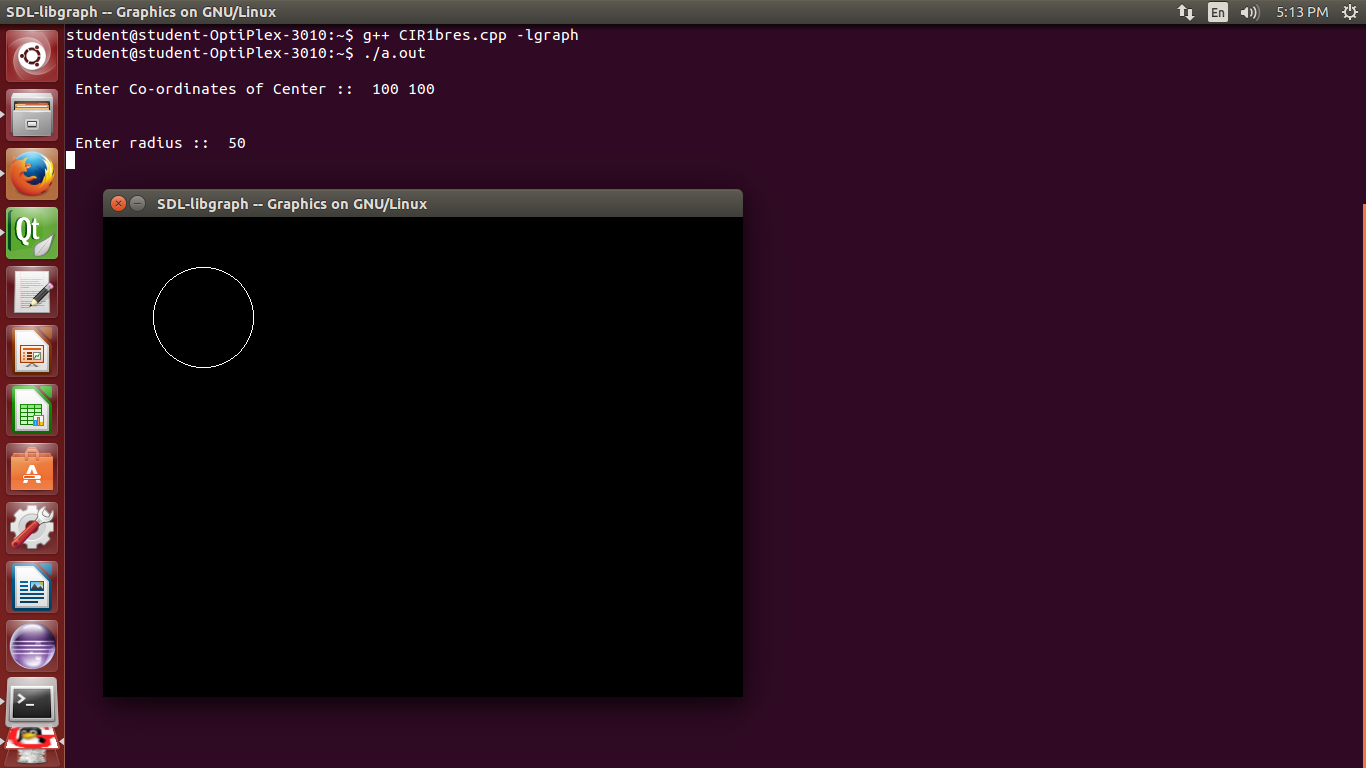 SDL-libgraph -- Graphics on GNU/Linux
En
5:13 PM
student@student-OptiPlex-3010:~$ g++ CIR1bres.cpp -lgraph
student@student-OptiPlex-3010:~$ ./a.out
Enter Co-ordinates of Center ::  100 100
Enter radius ::  50
SDL-libgraph -- Graphics on GNU/Linux
Qt